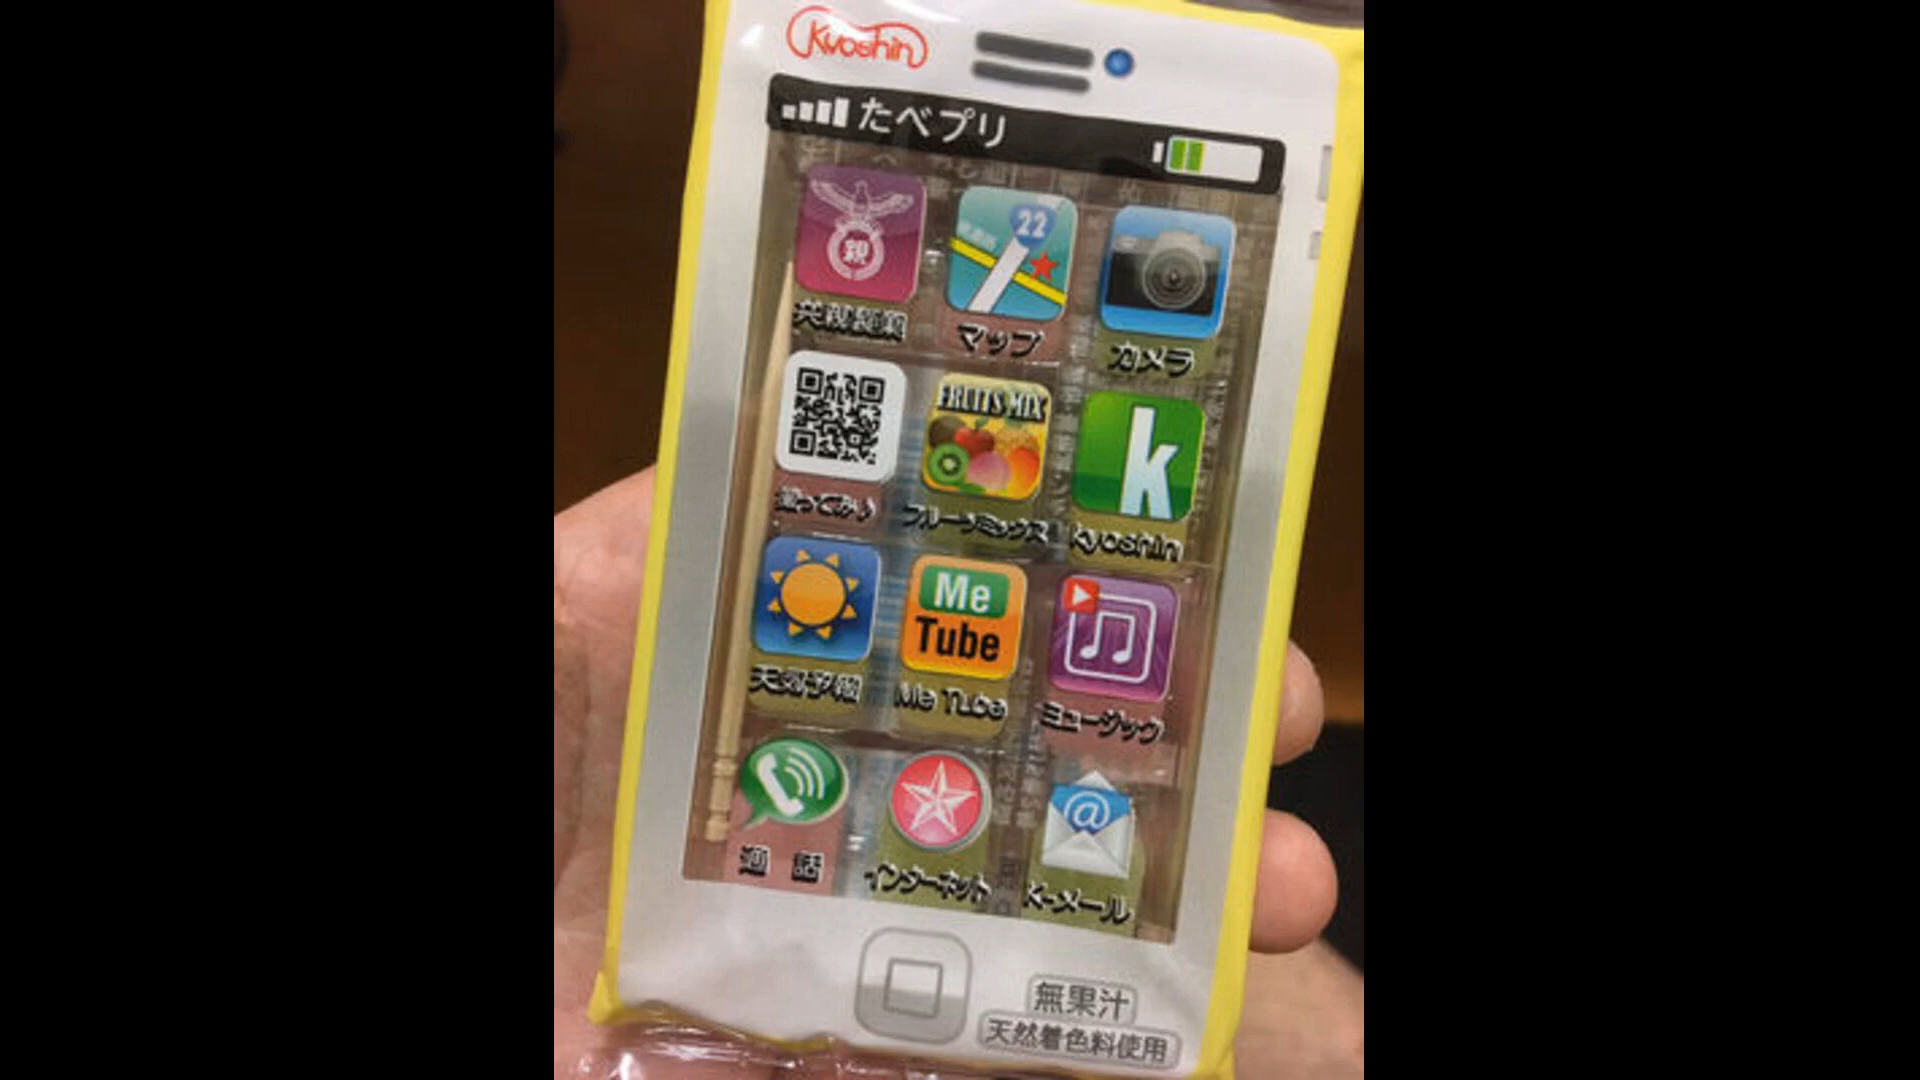 Kyoshin
たべプリ
親
22
共親製菓
マップ
カメラ
FRUITS MIX
k
撮ってみ♪
フルーツミックス
kyoshin
Me
Tube
天気予報
Me Tube
ミュージック
@
通 話
インターネット
K-メール
無果汁
天然着色料使用